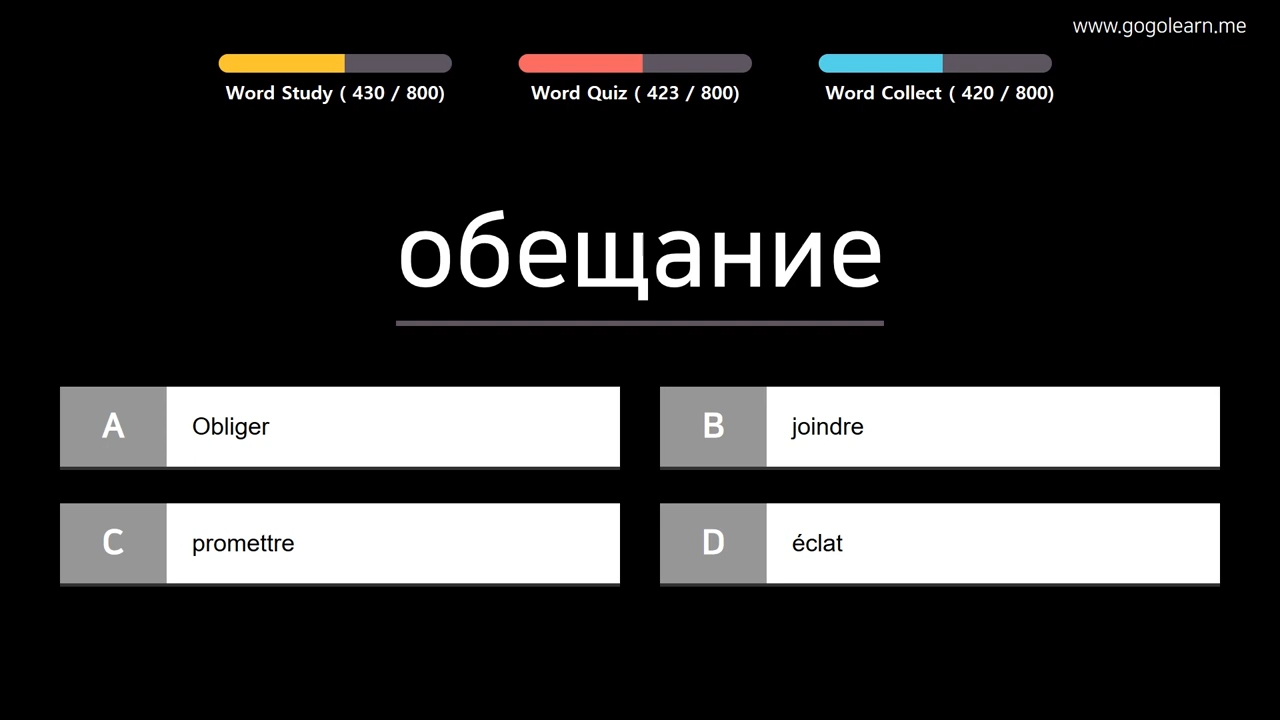 www.gogolearn.me
Word Study ( 430 / 800)
Word Quiz ( 423 / 800)
Word Collect ( 420 / 800)
обещание
A Obliger
B joindre
C promettre
D éclat